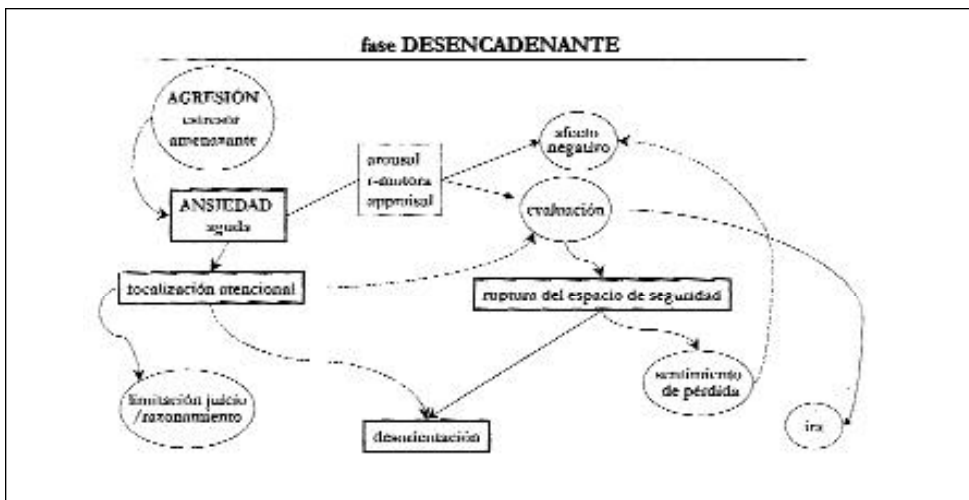 fase DESENCADENANTE
AGRESIÓN
estresor
amenazante
arousal
r-motora
appraisal
afecto
negativo
ANSIEDAD
aguda
evaluación
focalización atencional
ruptura del espacio de seguridad
limitación juicio
/razonamiento
sentimiento
de pérdida
desorientación
ira